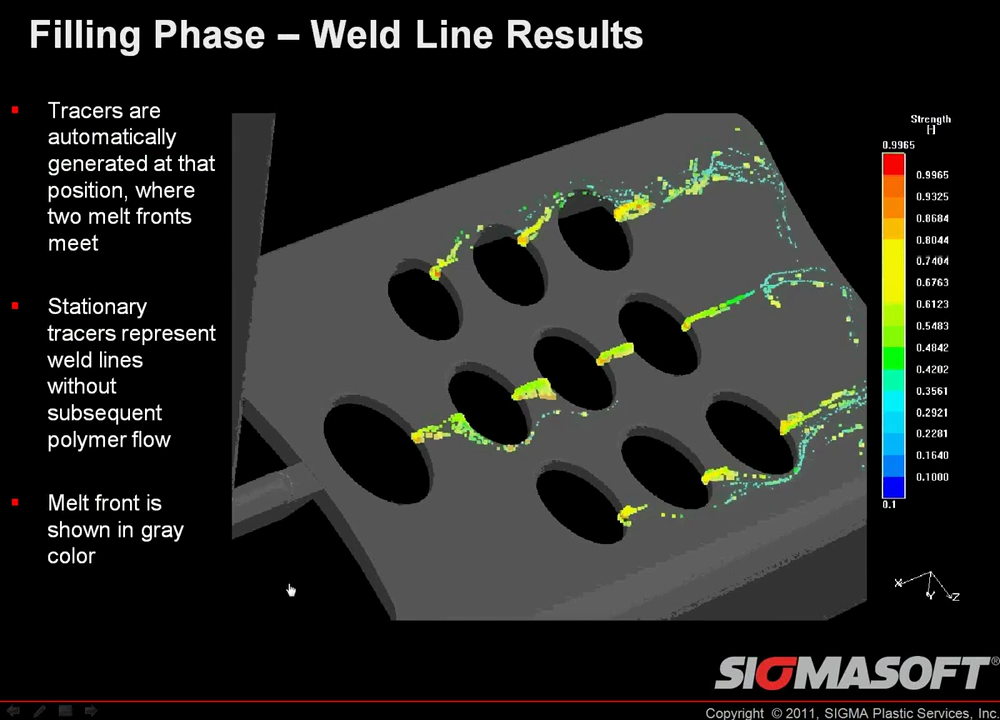 Filling Phase – Weld Line Results
Tracers are
automatically
generated at that
position, where
two melt fronts
meet
Stationary
tracers represent
weld lines
without
subsequent
polymer flow
Melt front is
shown in gray
color
Strength
[-]
0.9965
0.9965
0.9325
0.8684
0.8044
0.7404
0.6763
0.6123
0.5483
0.4842
0.4202
0.3561
0.2921
0.2281
0.1640
0.1000
0.1
X
Y
Z
SIGMASOFT®
Copyright © 2011, SIGMA Plastic Services, Inc.